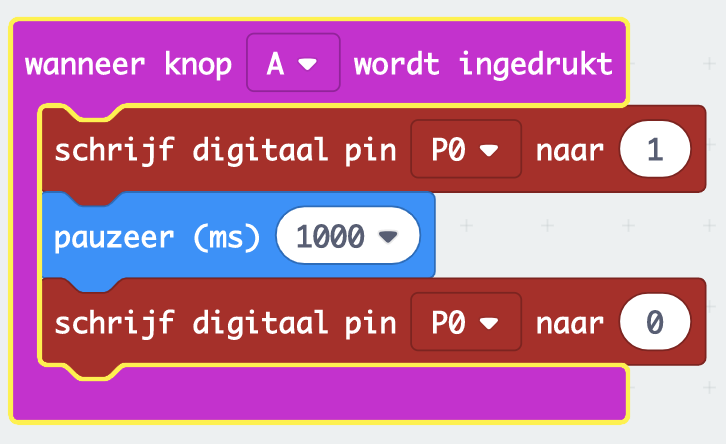 wanneer knop A wordt ingedrukt
schrijf digitaal pin P0 naar 1
pauzeer (ms) 1000
schrijf digitaal pin P0 naar 0